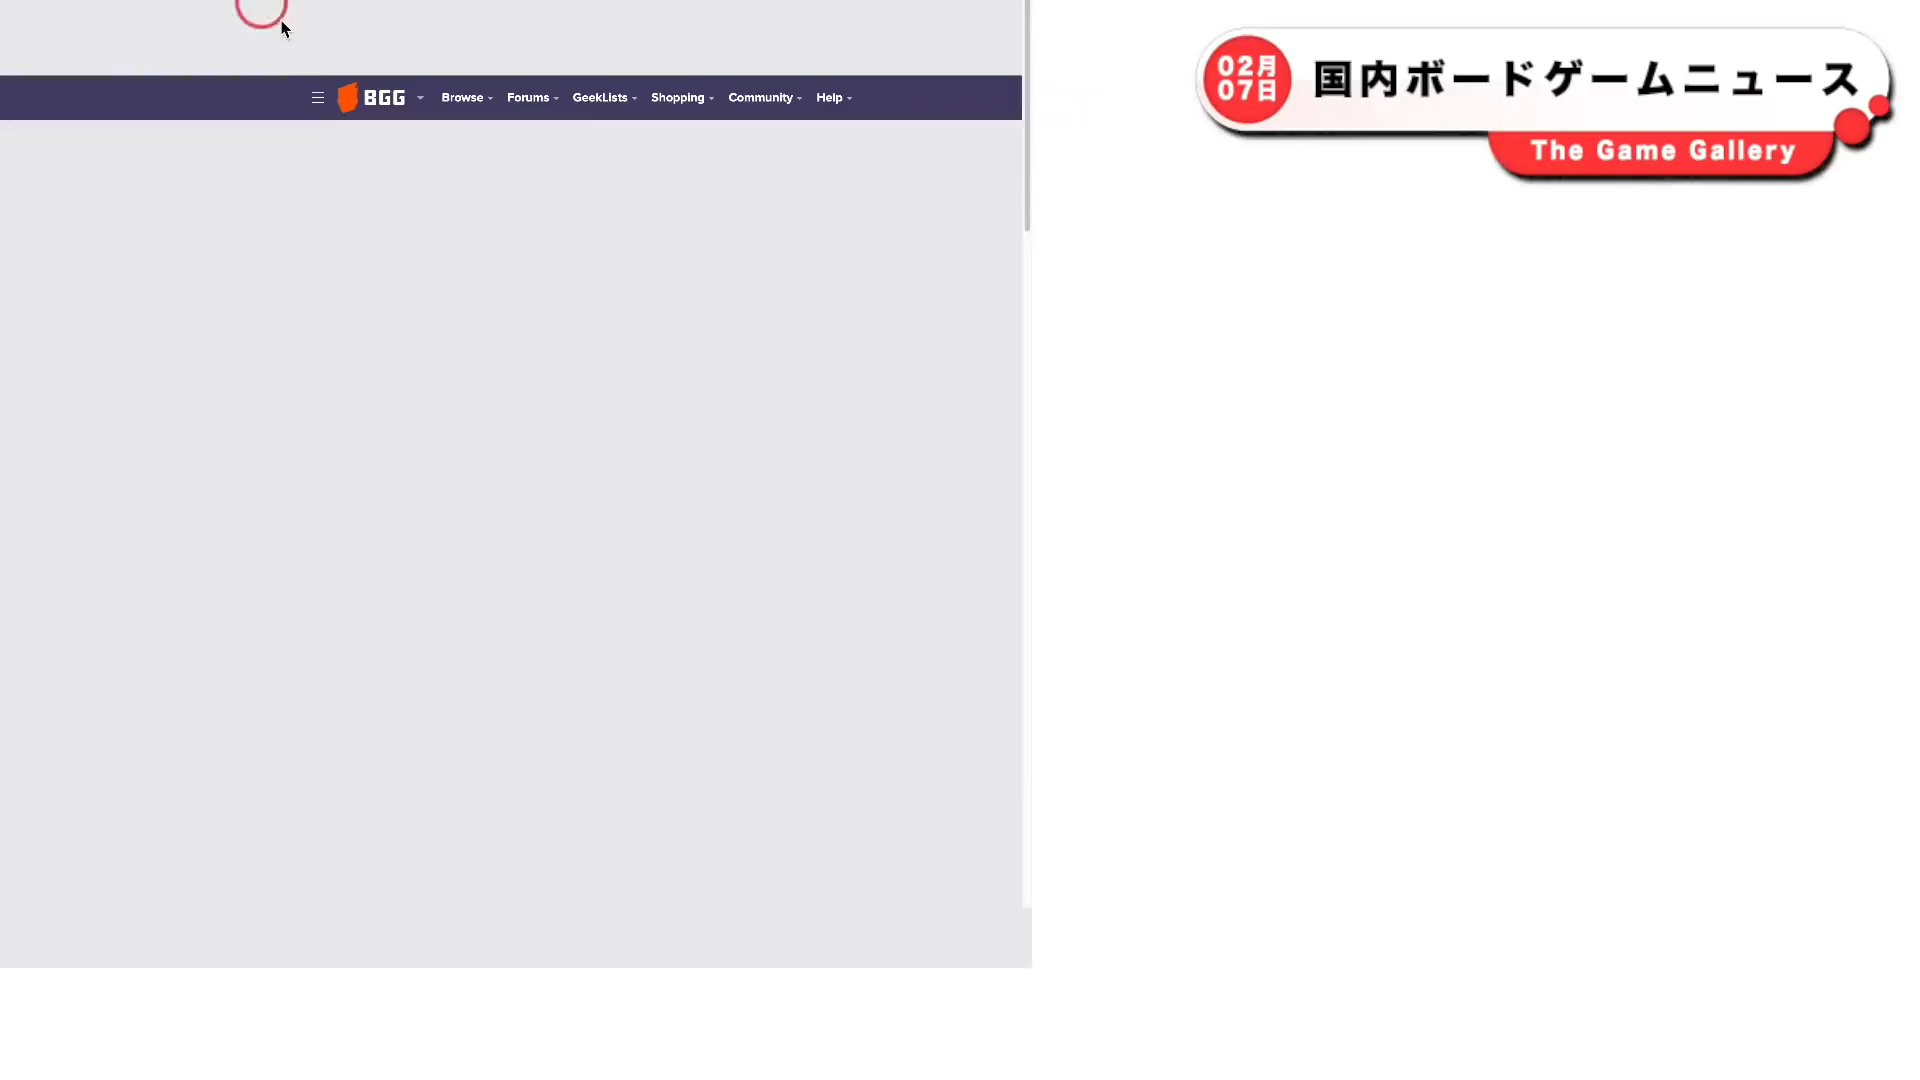 BGG Browse Forums GeekLists Shopping Community Help
02月
07日
国内ボードゲームニュース
The Game Gallery